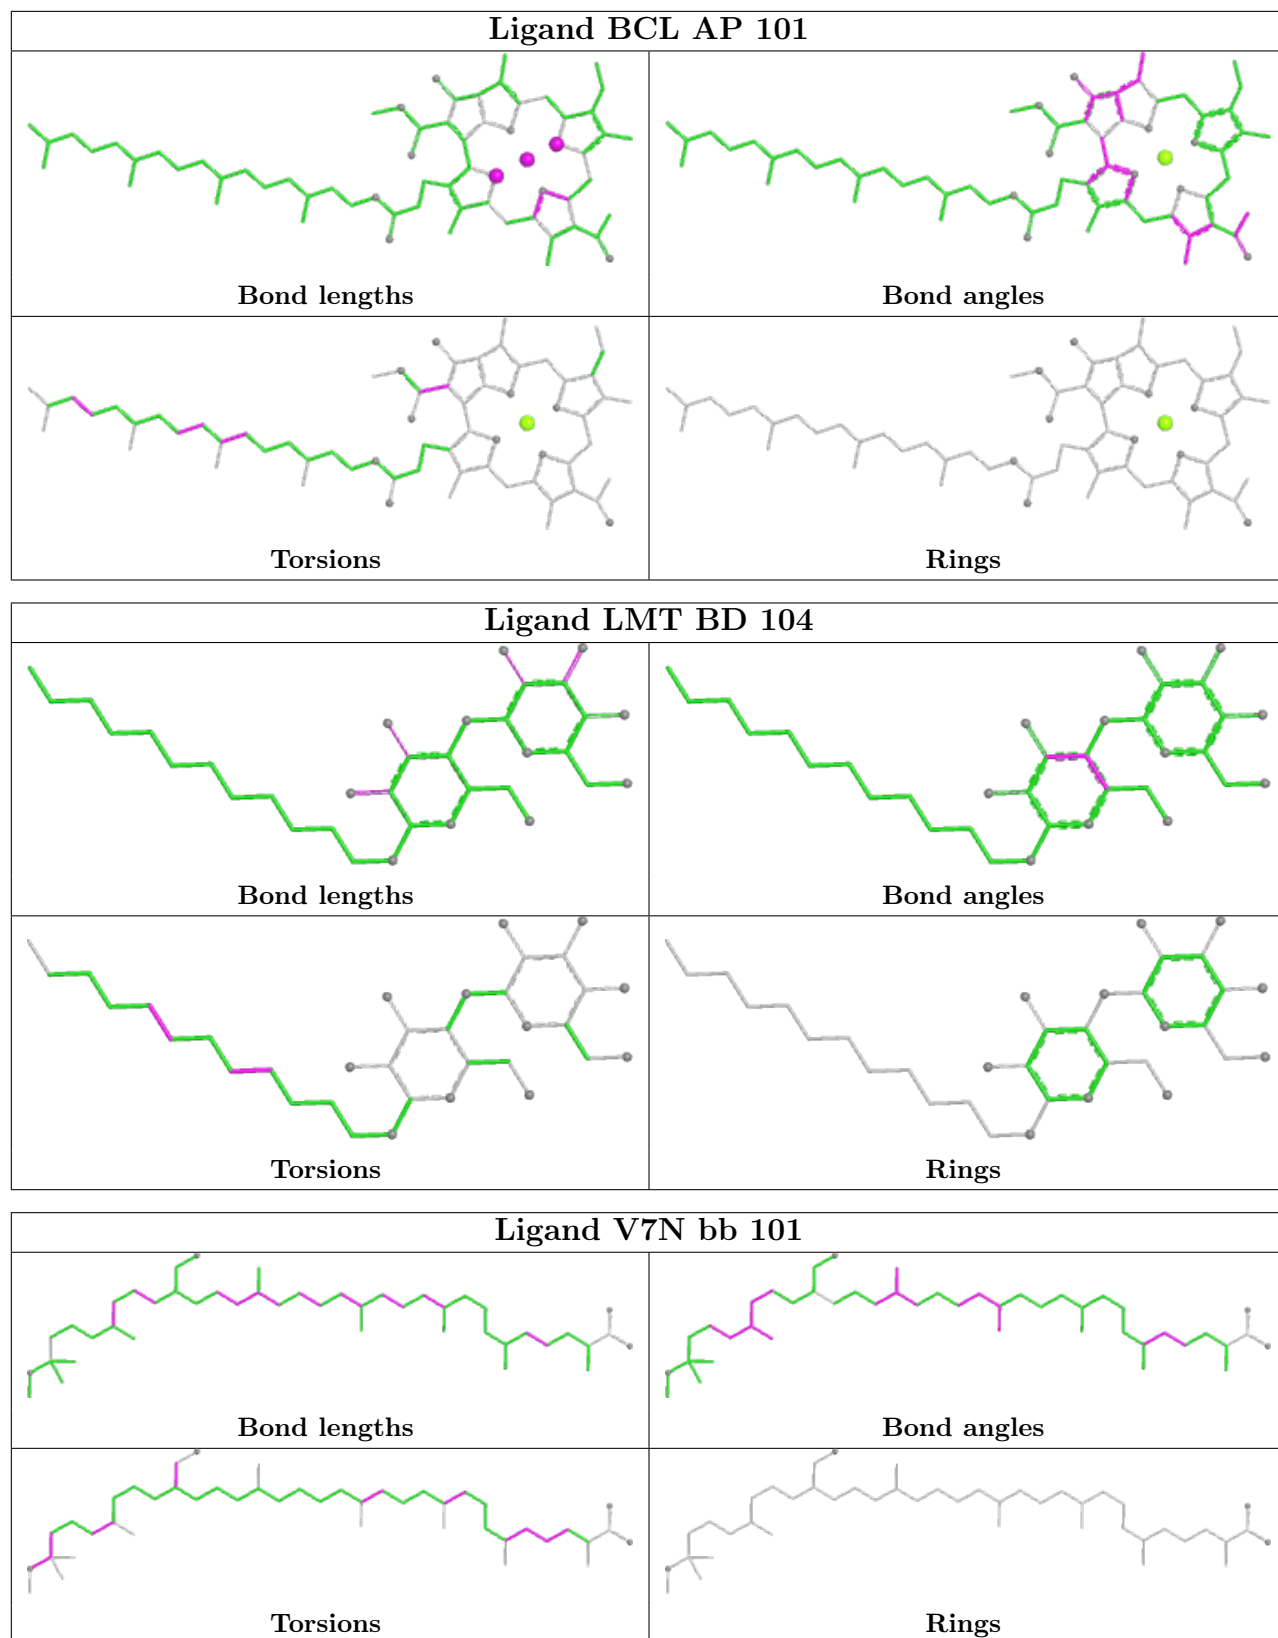 Ligand BCL AP 101
Bond lengths
Bond angles
Torsions
Rings
Ligand LMT BD 104
Bond lengths
Bond angles
Torsions
Rings
Ligand V7N bb 101
Bond lengths
Bond angles
Torsions
Rings